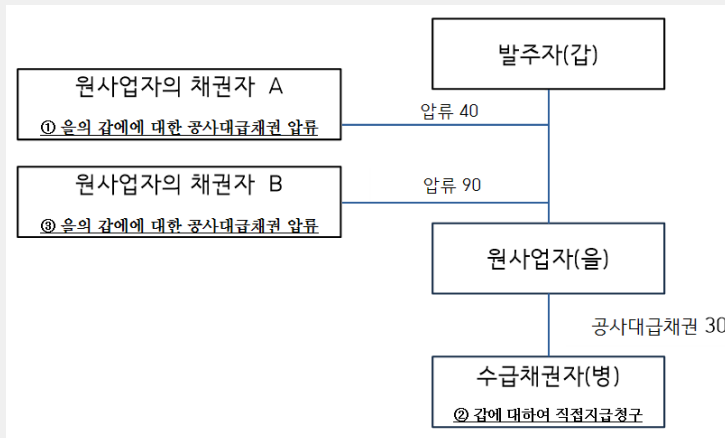 발주자(갑)
원사업자의 채권자 A
① 을의 갑에에 대한 공사대급채권 압류
압류 40
원사업자의 채권자 B
③ 을의 갑에에 대한 공사대급채권 압류
압류 90
원사업자(을)
공사대급채권 30
수급채권자(병)
② 갑에 대하여 직접지급청구